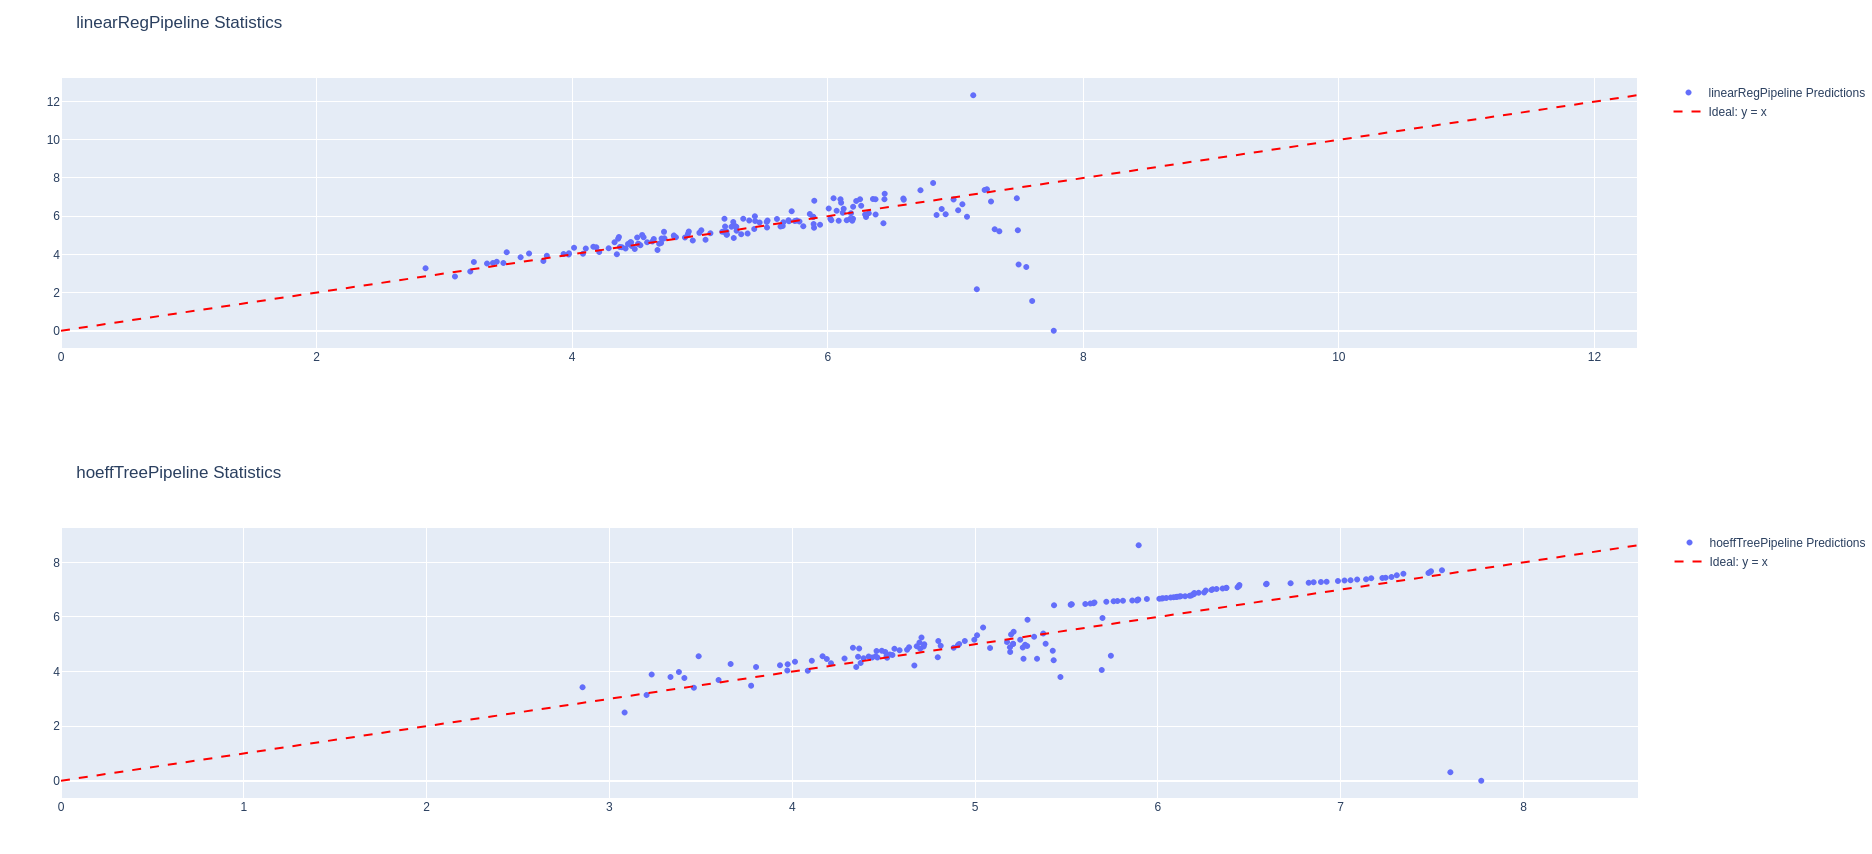 linearRegPipeline Statistics
12
10
8
6
4
2
0
0 2 4 6 8 10 12
linearRegPipeline Predictions
Ideal: y = x
hoeffTreePipeline Statistics
8
6
4
2
0
0 1 2 3 4 5 6 7 8
hoeffTreePipeline Predictions
Ideal: y = x